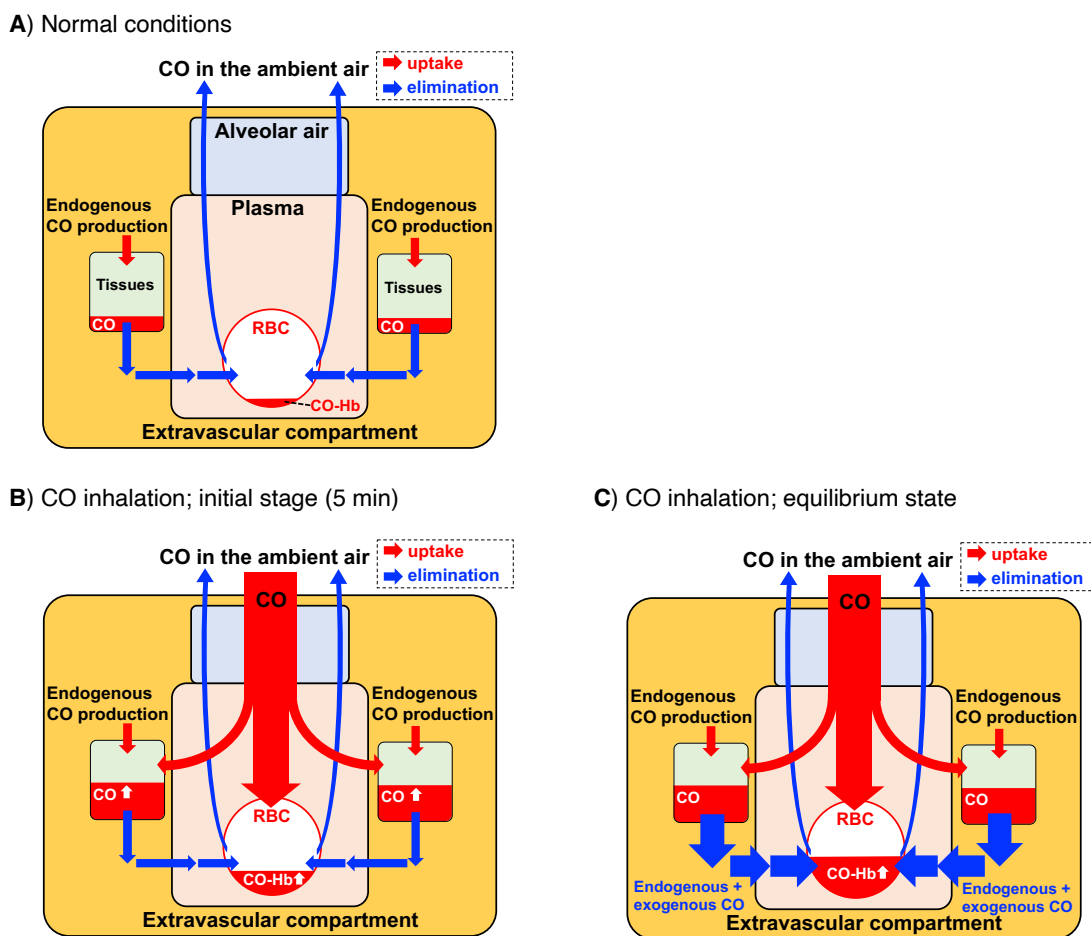 A) Normal conditions
CO in the ambient air
uptake
elimination
Alveolar air
Endogenous
CO production
Plasma
Endogenous
CO production
Tissues
Tissues
CO
CO
RBC
CO-Hb
Extravascular compartment
B) CO inhalation; initial stage (5 min)
CO in the ambient air
uptake
elimination
CO
Endogenous
CO production
Endogenous
CO production
CO
CO
RBC
CO-Hb
Extravascular compartment
C) CO inhalation; equilibrium state
CO in the ambient air
uptake
elimination
CO
Endogenous
CO production
Endogenous
CO production
CO
CO
RBC
CO-Hb
Endogenous +
exogenous CO
Endogenous +
exogenous CO
Extravascular compartment